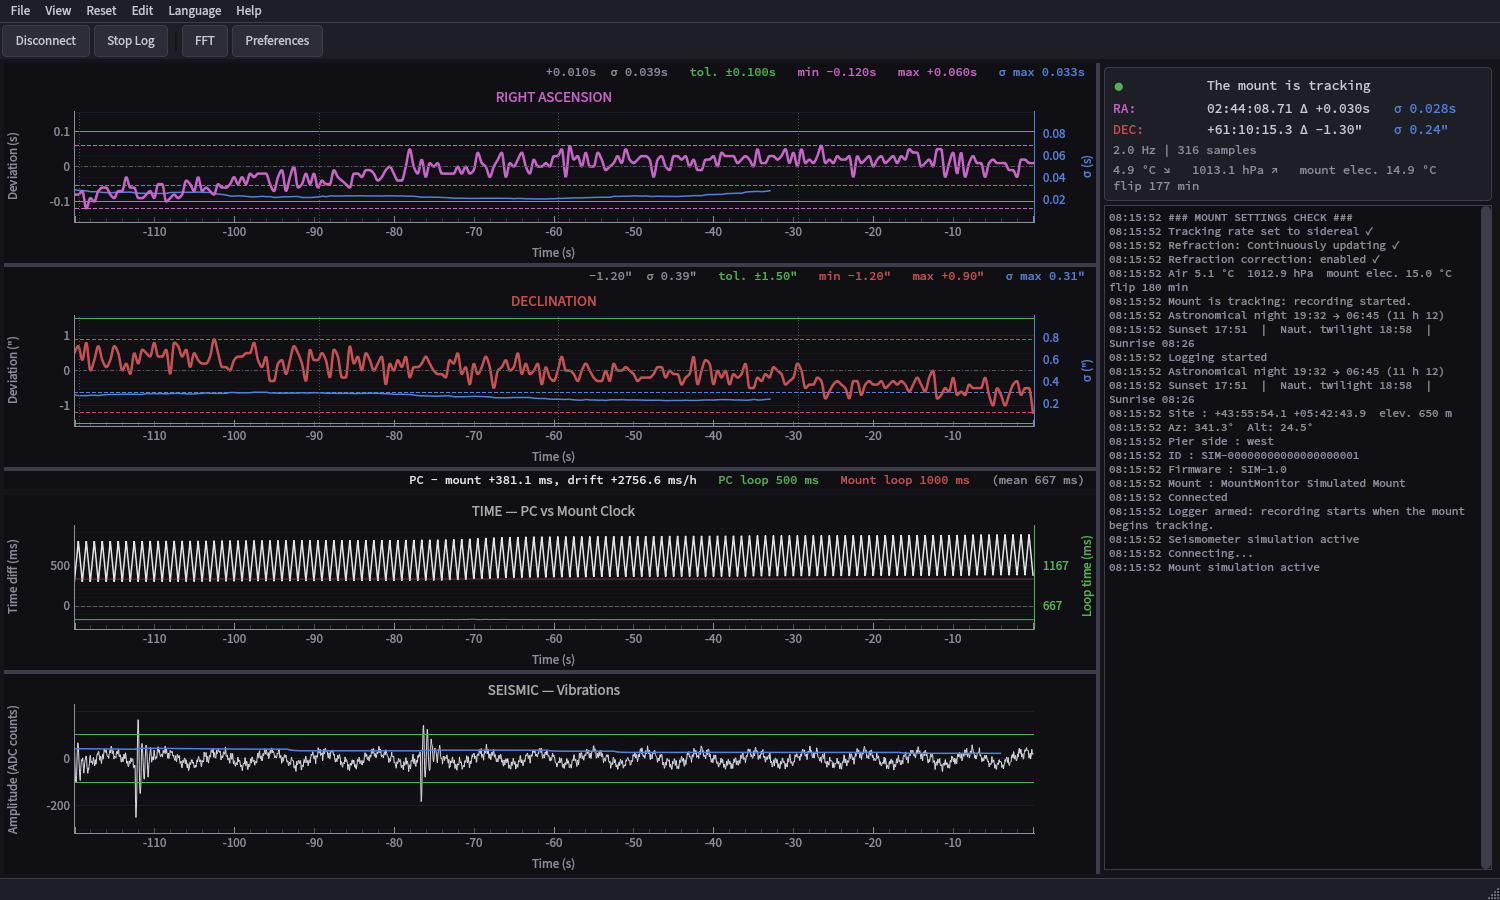 File View Reset Edit Language Help
Disconnect Stop Log FFT Preferences
+0.010s σ 0.039s tol. ±0.100s min −0.120s max +0.060s σ max 0.033s
RIGHT ASCENSION
Deviation (s)
0.1
0
-0.1
0.08
0.06
0.04
0.02
σ (s)
-110 -100 -90 -80 -70 -60 -50 -40 -30 -20 -10
Time (s)
−1.20" σ 0.39" tol. ±1.50" min −1.20" max +0.90" σ max 0.31"
DECLINATION
Deviation (")
1
0
-1
0.8
0.6
0.4
0.2
σ (")
-110 -100 -90 -80 -70 -60 -50 -40 -30 -20 -10
Time (s)
PC − mount +381.1 ms, drift +2756.6 ms/h PC loop 500 ms Mount loop 1000 ms (mean 667 ms)
TIME — PC vs Mount Clock
Time diff (ms)
500
0
1167
667
Loop time (ms)
-110 -100 -90 -80 -70 -60 -50 -40 -30 -20 -10
Time (s)
SEISMIC — Vibrations
Amplitude (ADC counts)
0
-200
-110 -100 -90 -80 -70 -60 -50 -40 -30 -20 -10
Time (s)
The mount is tracking
RA: 02:44:08.71 Δ +0.030s σ 0.028s
DEC: +61:10:15.3 Δ −1.30" σ 0.24"
2.0 Hz | 316 samples
4.9 °C ↘ 1013.1 hPa ↗ mount elec. 14.9 °C
flip 177 min
08:15:52 ### MOUNT SETTINGS CHECK ###
08:15:52 Tracking rate set to sidereal ✓
08:15:52 Refraction: Continuously updating ✓
08:15:52 Refraction correction: enabled ✓
08:15:52 Air 5.1 °C 1012.9 hPa mount elec. 15.0 °C
flip 180 min
08:15:52 Mount is tracking: recording started.
08:15:52 Astronomical night 19:32 → 06:45 (11 h 12)
08:15:52 Sunset 17:51 | Naut. twilight 18:58 |
Sunrise 08:26
08:15:52 Logging started
08:15:52 Astronomical night 19:32 → 06:45 (11 h 12)
08:15:52 Sunset 17:51 | Naut. twilight 18:58 |
Sunrise 08:26
08:15:52 Site : +43:55:54.1 +05:42:43.9 elev. 650 m
08:15:52 Az: 341.3° Alt: 24.5°
08:15:52 Pier side : west
08:15:52 ID : SIM-00000000000000000001
08:15:52 Firmware : SIM-1.0
08:15:52 Mount : MountMonitor Simulated Mount
08:15:52 Connected
08:15:52 Logger armed: recording starts when the mount
begins tracking.
08:15:52 Seismometer simulation active
08:15:52 Connecting...
08:15:52 Mount simulation active